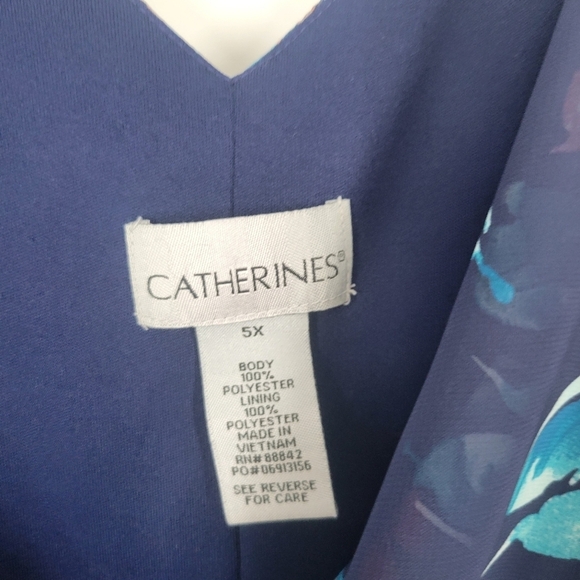 CATHERINES®
5X
BODY
100%
POLYESTER
LINING
100%
POLYESTER
MADE IN
VIETNAM
RN#88842
PO#06913156
SEE REVERSE
FOR CARE